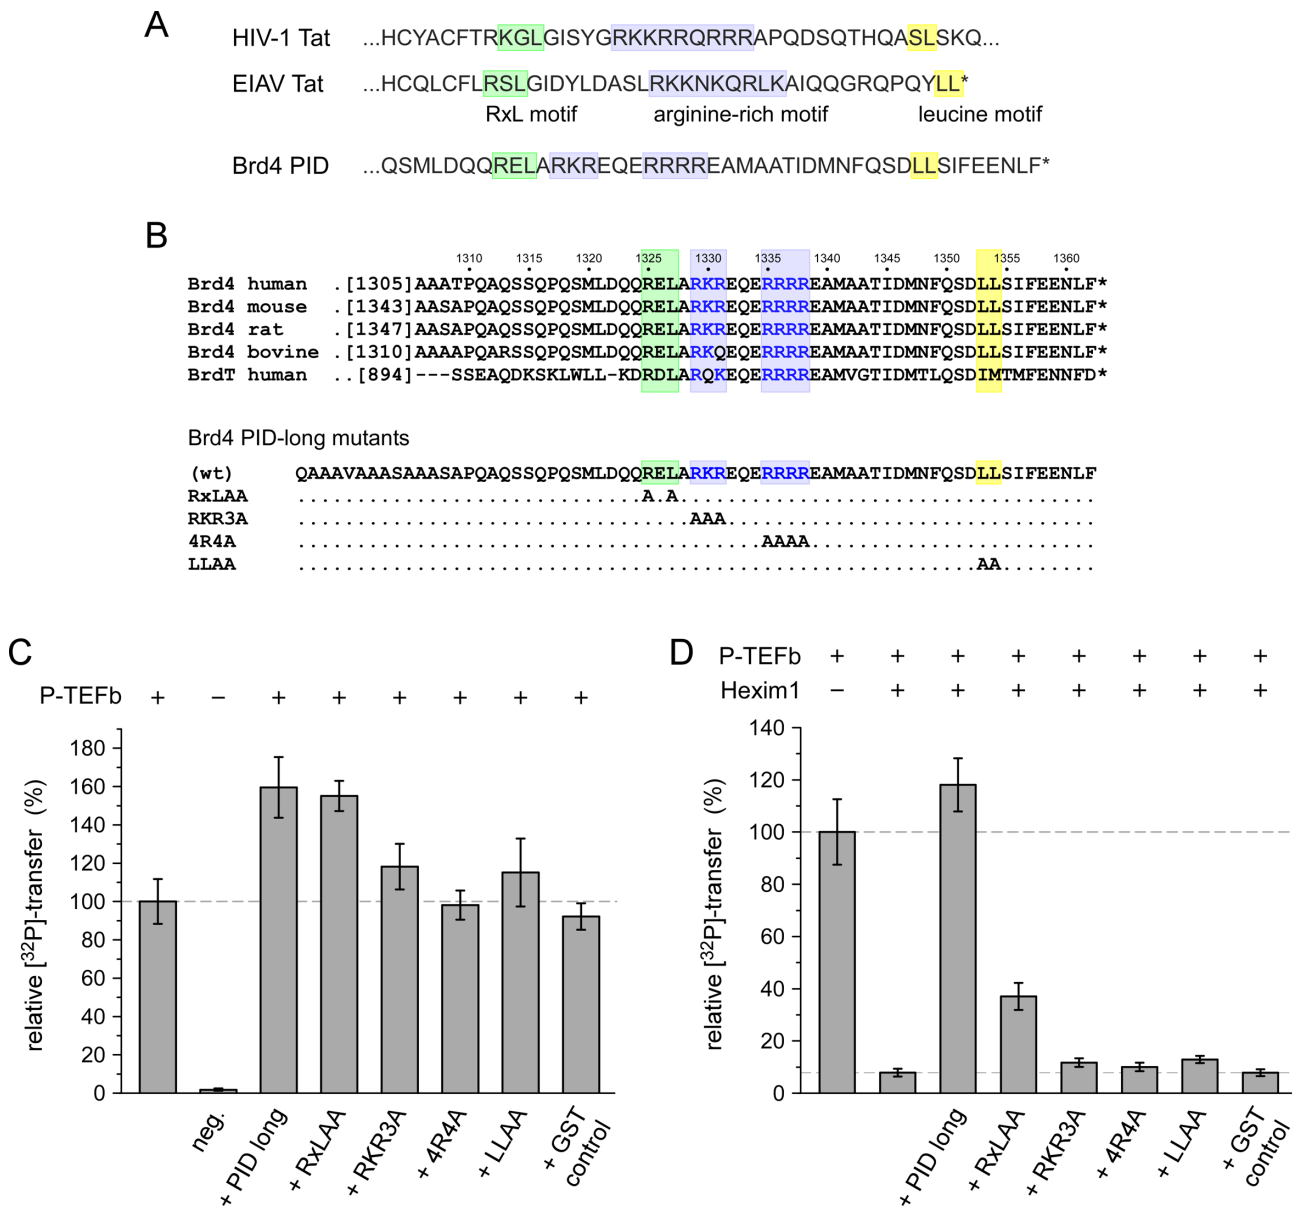 A
HIV-1 Tat ...HCYACFTRKGLGISYGRKKRRQRRRAPQDSQTHQASLSKQ...
EIAV Tat ...HCQLCFLRSLGIDYLDASLRKKNKQRLKAIQQGRQPQYLL*
RxL motif arginine-rich motif leucine motif
Brd4 PID ...QSMLDQQRELARKREQERRRREAMAATIDMNFQSDLLSIFEENLF*
B
1310 1315 1320 1325 1330 1335 1340 1345 1350 1355 1360
Brd4 human .[1305]AAATPQAQSSQPQSMLDQQRELARKREQERRRREAMAATIDMNFQSDLLSIFEENLF*
Brd4 mouse .[1343]AASAPQAQSSQPQSMLDQQRELARKREQERRRREAMAATIDMNFQSDLLSIFEENLF*
Brd4 rat .[1347]AASAPQAQSSQPQSMLDQQRELARKREQERRRREAMAATIDMNFQSDLLSIFEENLF*
Brd4 bovine .[1310]AAAAPQARSSQPQSMLDQQRELARKQEQERRRREAMAATIDMNFQSDLLSIFEENLF*
BrdT human ..[894]---SSEAQDKSKLWLL-KDRDLARQKEQERRRREAMVGTIDMTLQSDIMTMFENNFD*
Brd4 PID-long mutants
(wt) QAAAVAAASAAASAPQAQSSQPQSMLDQQRELARKREQERRRREAMAATIDMNFQSDLLSIFEENLF
RxLAA .............................A.A...................................
RKR3A .................................AAA...............................
4R4A .......................................AAAA........................
LLAA .........................................................AA........
C
P-TEFb + − + + + + + +
relative [32P]-transfer (%)
180
160
140
120
100
80
60
40
20
0
neg. + PID long + RxLAA + RKR3A + 4R4A + LLAA + GST control
D
P-TEFb + + + + + + + +
Hexim1 − + + + + + + +
relative [32P]-transfer (%)
140
120
100
80
60
40
20
0
+ PID long + RxLAA + RKR3A + 4R4A + LLAA + GST control